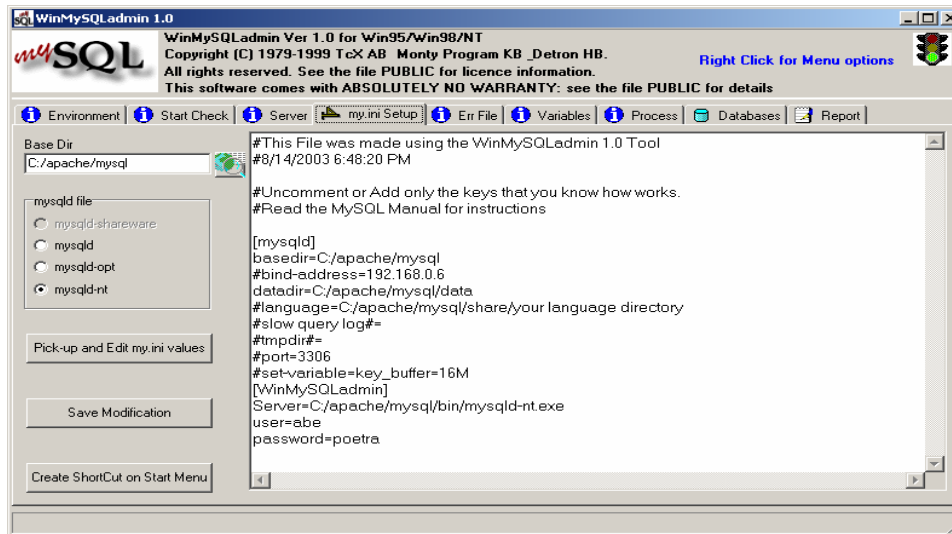 WinMySQLadmin 1.0
mySQL
WinMySQLadmin Ver 1.0 for Win95/Win98/NT
Copyright (C) 1979-1999 TcX AB Monty Program KB _Detron HB.
All rights reserved. See the file PUBLIC for licence information.
This software comes with ABSOLUTELY NO WARRANTY: see the file PUBLIC for details
Right Click for Menu options
Environment Start Check Server my.ini Setup Err File Variables Process Databases Report
Base Dir
C:/apache/mysql
mysqld file
mysqld-shareware
mysqld
mysqld-opt
mysqld-nt
Pick-up and Edit my.ini values
Save Modification
Create ShortCut on Start Menu
#This File was made using the WinMySQLadmin 1.0 Tool
#8/14/2003 6:48:20 PM
#Uncomment or Add only the keys that you know how works.
#Read the MySQL Manual for instructions
[mysqld]
basedir=C:/apache/mysql
#bind-address=192.168.0.6
datadir=C:/apache/mysql/data
#language=C:/apache/mysql/share/your language directory
#slow query log#=
#tmpdir#=
#port=3306
#set-variable=key_buffer=16M
[WinMySQLadmin]
Server=C:/apache/mysql/bin/mysqld-nt.exe
user=abe
password=poetra